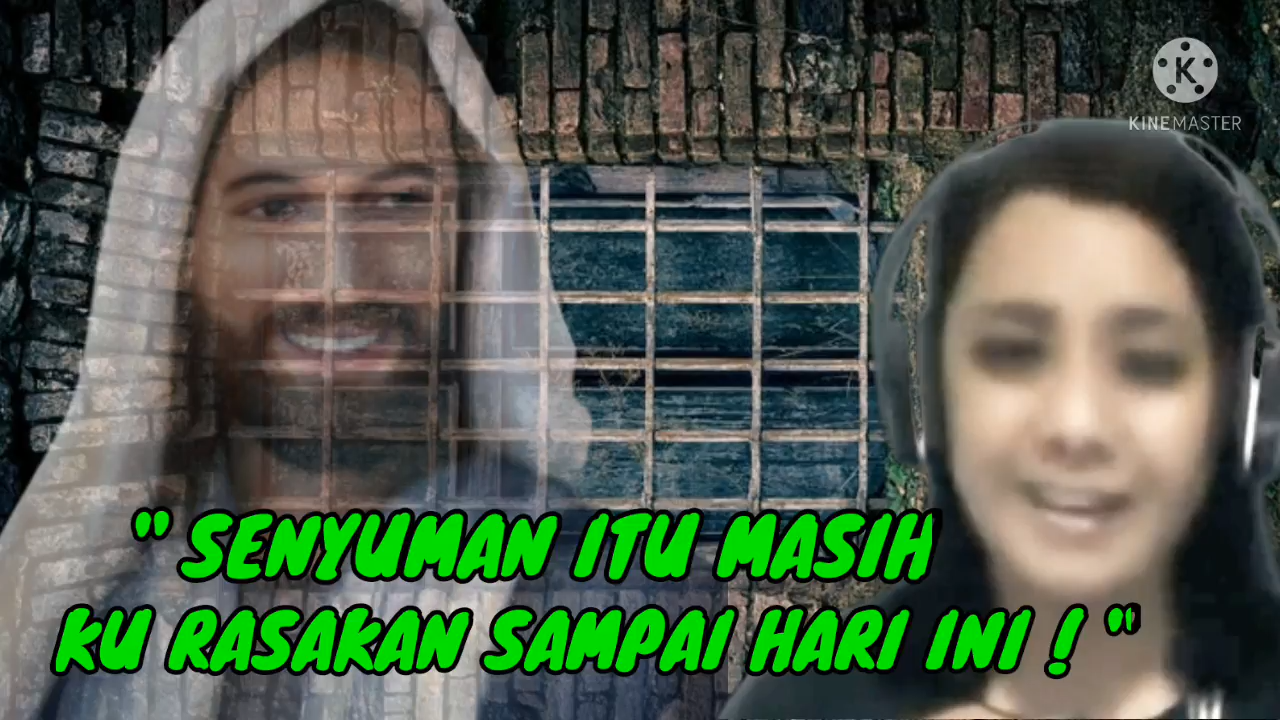 K
KINEMASTER
" SENYUMAN ITU MASIH
KU RASAKAN SAMPAI HARI INI ! "